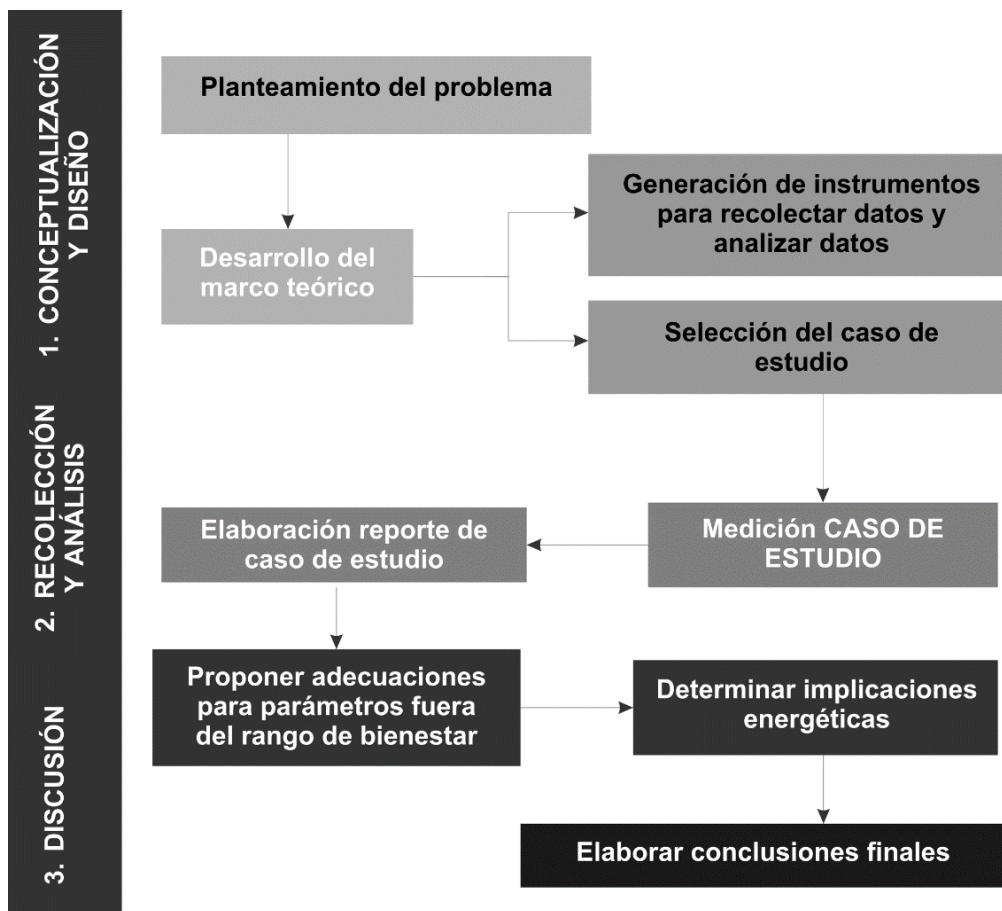 1. CONCEPTUALIZACIÓN
Y DISEÑO
Planteamiento del problema
Desarrollo del
marco teórico
Generación de instrumentos
para recolectar datos y
analizar datos
Selección del caso de
estudio
2. RECOLECCIÓN
Y ANÁLISIS
Medición CASO DE
ESTUDIO
Elaboración reporte de
caso de estudio
3. DISCUSIÓN
Proponer adecuaciones
para parámetros fuera
del rango de bienestar
Determinar implicaciones
energéticas
Elaborar conclusiones finales